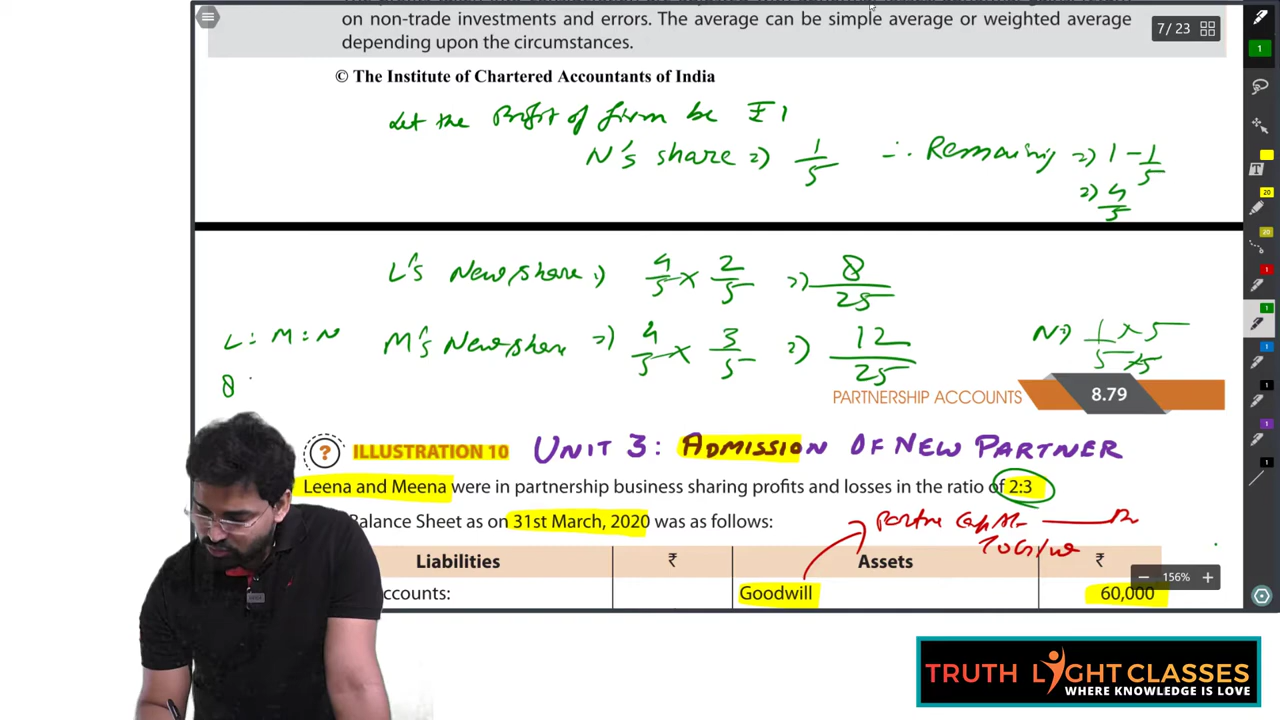 on non-trade investments and errors. The average can be simple average or weighted average
depending upon the circumstances.
7 / 23
© The Institute of Chartered Accountants of India
Let the Profit of firm be ₹1
N's share => 1/5 ∴ Remaining => 1 - 1/5
=> 4/5
L's New share => 4/5 × 2/5 => 8/25
L : M : N M's New share => 4/5 × 3/5 => 12/25 N => 1/5 × 5/5
8 :
PARTNERSHIP ACCOUNTS 8.79
? ILLUSTRATION 10 UNIT 3: ADMISSION OF NEW PARTNER
Leena and Meena were in partnership business sharing profits and losses in the ratio of 2:3
Balance Sheet as on 31st March, 2020 was as follows:
Liabilities ₹ Assets ₹
ccounts: Goodwill 60,000
156%
TRUTH LIGHT CLASSES
WHERE KNOWLEDGE IS LOVE